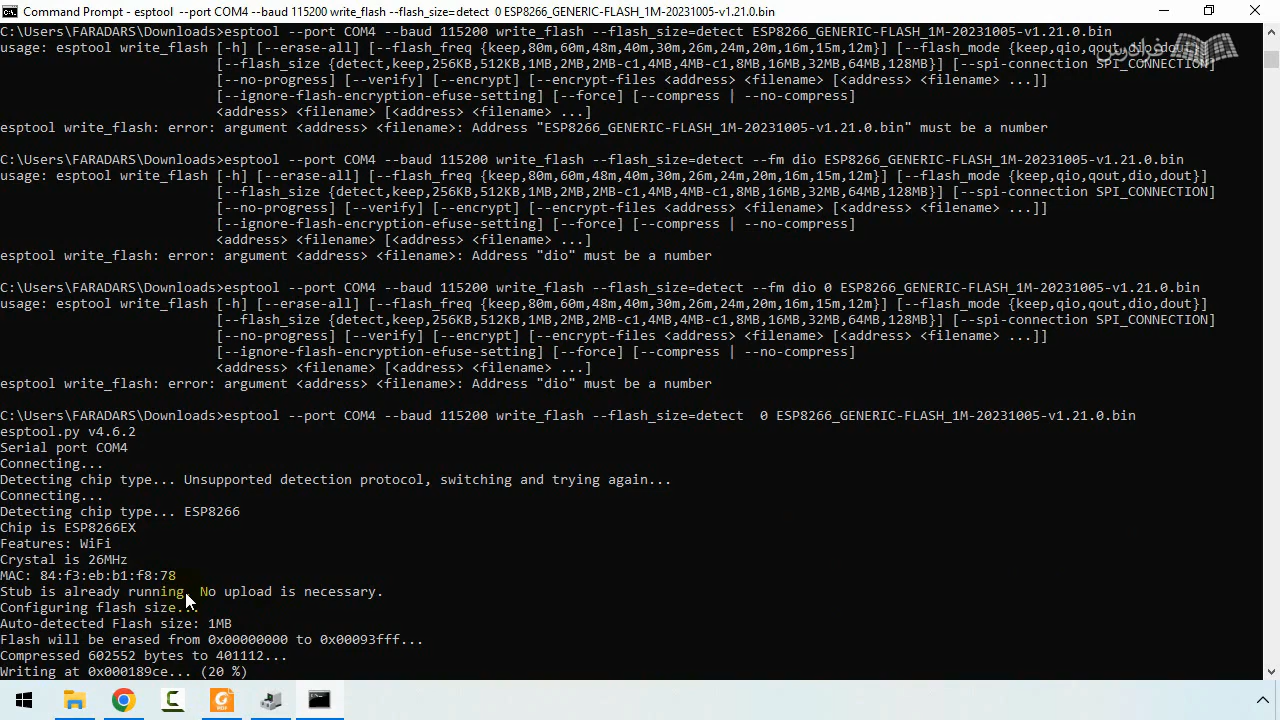 Command Prompt - esptool --port COM4 --baud 115200 write_flash --flash_size=detect 0 ESP8266_GENERIC-FLASH_1M-20231005-v1.21.0.bin
C:\Users\FARADARS\Downloads>esptool --port COM4 --baud 115200 write_flash --flash_size=detect ESP8266_GENERIC-FLASH_1M-20231005-v1.21.0.bin
usage: esptool write_flash [-h] [--erase-all] [--flash_freq {keep,80m,60m,48m,40m,30m,26m,24m,20m,16m,15m,12m}] [--flash_mode {keep,qio,qout,dio,dout}]
فرادرس
[--flash_size {detect,keep,256KB,512KB,1MB,2MB,2MB-c1,4MB,4MB-c1,8MB,16MB,32MB,64MB,128MB}] [--spi-connection SPI_CONNECTION]
[--no-progress] [--verify] [--encrypt] [--encrypt-files <address> <filename> [<address> <filename> ...]]
[--ignore-flash-encryption-efuse-setting] [--force] [--compress | --no-compress]
<address> <filename> [<address> <filename> ...]
esptool write_flash: error: argument <address> <filename>: Address "ESP8266_GENERIC-FLASH_1M-20231005-v1.21.0.bin" must be a number
C:\Users\FARADARS\Downloads>esptool --port COM4 --baud 115200 write_flash --flash_size=detect --fm dio ESP8266_GENERIC-FLASH_1M-20231005-v1.21.0.bin
usage: esptool write_flash [-h] [--erase-all] [--flash_freq {keep,80m,60m,48m,40m,30m,26m,24m,20m,16m,15m,12m}] [--flash_mode {keep,qio,qout,dio,dout}]
[--flash_size {detect,keep,256KB,512KB,1MB,2MB,2MB-c1,4MB,4MB-c1,8MB,16MB,32MB,64MB,128MB}] [--spi-connection SPI_CONNECTION]
[--no-progress] [--verify] [--encrypt] [--encrypt-files <address> <filename> [<address> <filename> ...]]
[--ignore-flash-encryption-efuse-setting] [--force] [--compress | --no-compress]
<address> <filename> [<address> <filename> ...]
esptool write_flash: error: argument <address> <filename>: Address "dio" must be a number
C:\Users\FARADARS\Downloads>esptool --port COM4 --baud 115200 write_flash --flash_size=detect --fm dio 0 ESP8266_GENERIC-FLASH_1M-20231005-v1.21.0.bin
usage: esptool write_flash [-h] [--erase-all] [--flash_freq {keep,80m,60m,48m,40m,30m,26m,24m,20m,16m,15m,12m}] [--flash_mode {keep,qio,qout,dio,dout}]
[--flash_size {detect,keep,256KB,512KB,1MB,2MB,2MB-c1,4MB,4MB-c1,8MB,16MB,32MB,64MB,128MB}] [--spi-connection SPI_CONNECTION]
[--no-progress] [--verify] [--encrypt] [--encrypt-files <address> <filename> [<address> <filename> ...]]
[--ignore-flash-encryption-efuse-setting] [--force] [--compress | --no-compress]
<address> <filename> [<address> <filename> ...]
esptool write_flash: error: argument <address> <filename>: Address "dio" must be a number
C:\Users\FARADARS\Downloads>esptool --port COM4 --baud 115200 write_flash --flash_size=detect  0 ESP8266_GENERIC-FLASH_1M-20231005-v1.21.0.bin
esptool.py v4.6.2
Serial port COM4
Connecting...
Detecting chip type... Unsupported detection protocol, switching and trying again...
Connecting...
Detecting chip type... ESP8266
Chip is ESP8266EX
Features: WiFi
Crystal is 26MHz
MAC: 84:f3:eb:b1:f8:78
Stub is already running. No upload is necessary.
Configuring flash size...
Auto-detected Flash size: 1MB
Flash will be erased from 0x00000000 to 0x00093fff...
Compressed 602552 bytes to 401112...
Writing at 0x000189ce... (20 %)